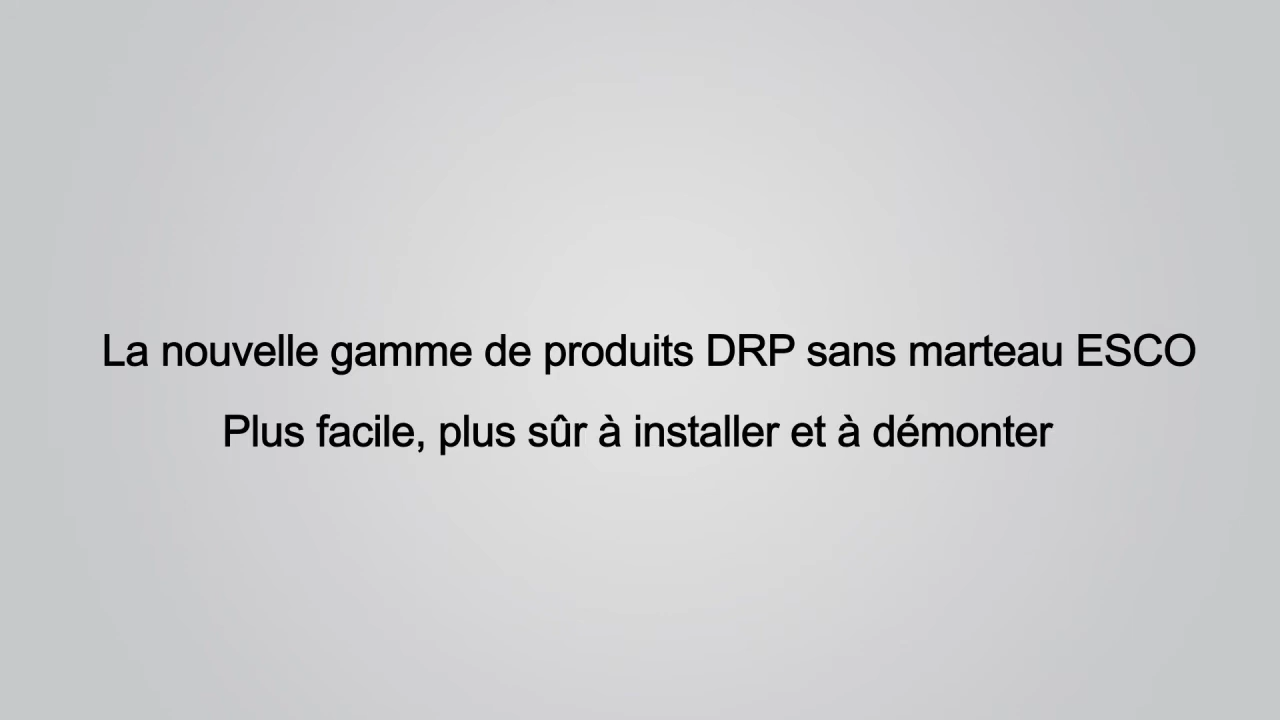 La nouvelle gamme de produits DRP sans marteau ESCO
Plus facile, plus sûr à installer et à démonter